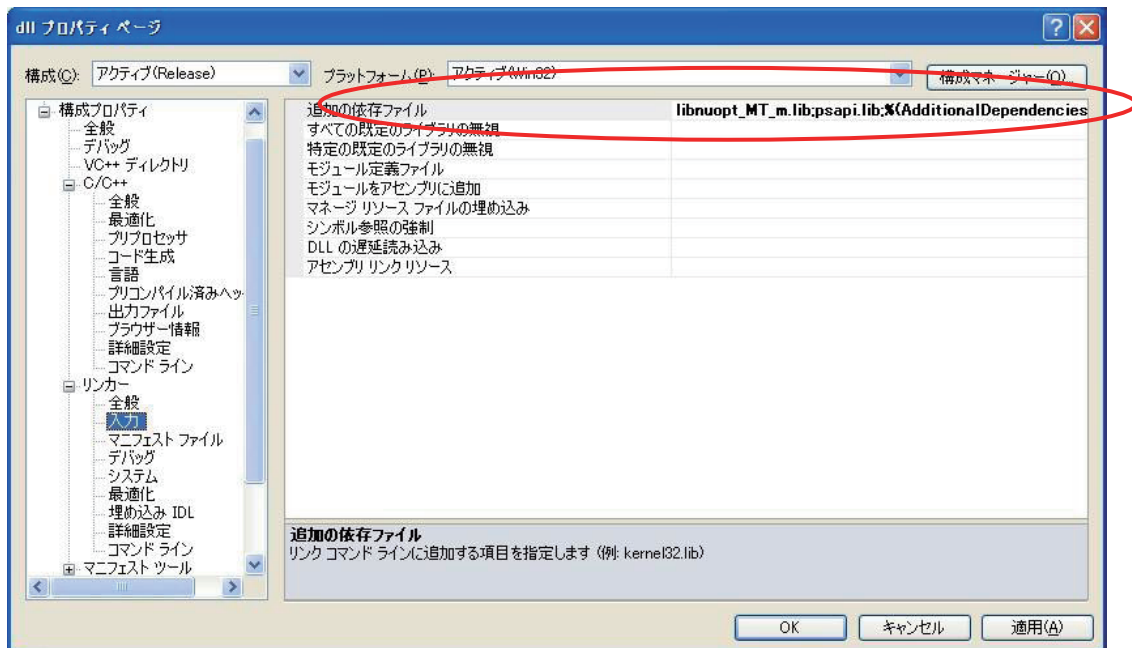 dll プロパティ ページ
構成(C): アクティブ(Release) プラットフォーム(P): アクティブ(Win32) 構成マネージャー(O)...
構成プロパティ
全般
デバッグ
VC++ ディレクトリ
C/C++
全般
最適化
プリプロセッサ
コード生成
言語
プリコンパイル済みヘッ
出力ファイル
ブラウザー情報
詳細設定
コマンド ライン
リンカー
全般
入力
マニフェスト ファイル
デバッグ
システム
最適化
埋め込み IDL
詳細設定
コマンド ライン
マニフェスト ツール
追加の依存ファイル libnuopt_MT_m.lib;psapi.lib;%(AdditionalDependencies
すべての既定のライブラリの無視
特定の既定のライブラリの無視
モジュール定義ファイル
モジュールをアセンブリに追加
マネージ リソース ファイルの埋め込み
シンボル参照の強制
DLL の遅延読み込み
アセンブリ リンク リソース
追加の依存ファイル
リンク コマンド ラインに追加する項目を指定します (例: kernel32.lib)
OK キャンセル 適用(A)